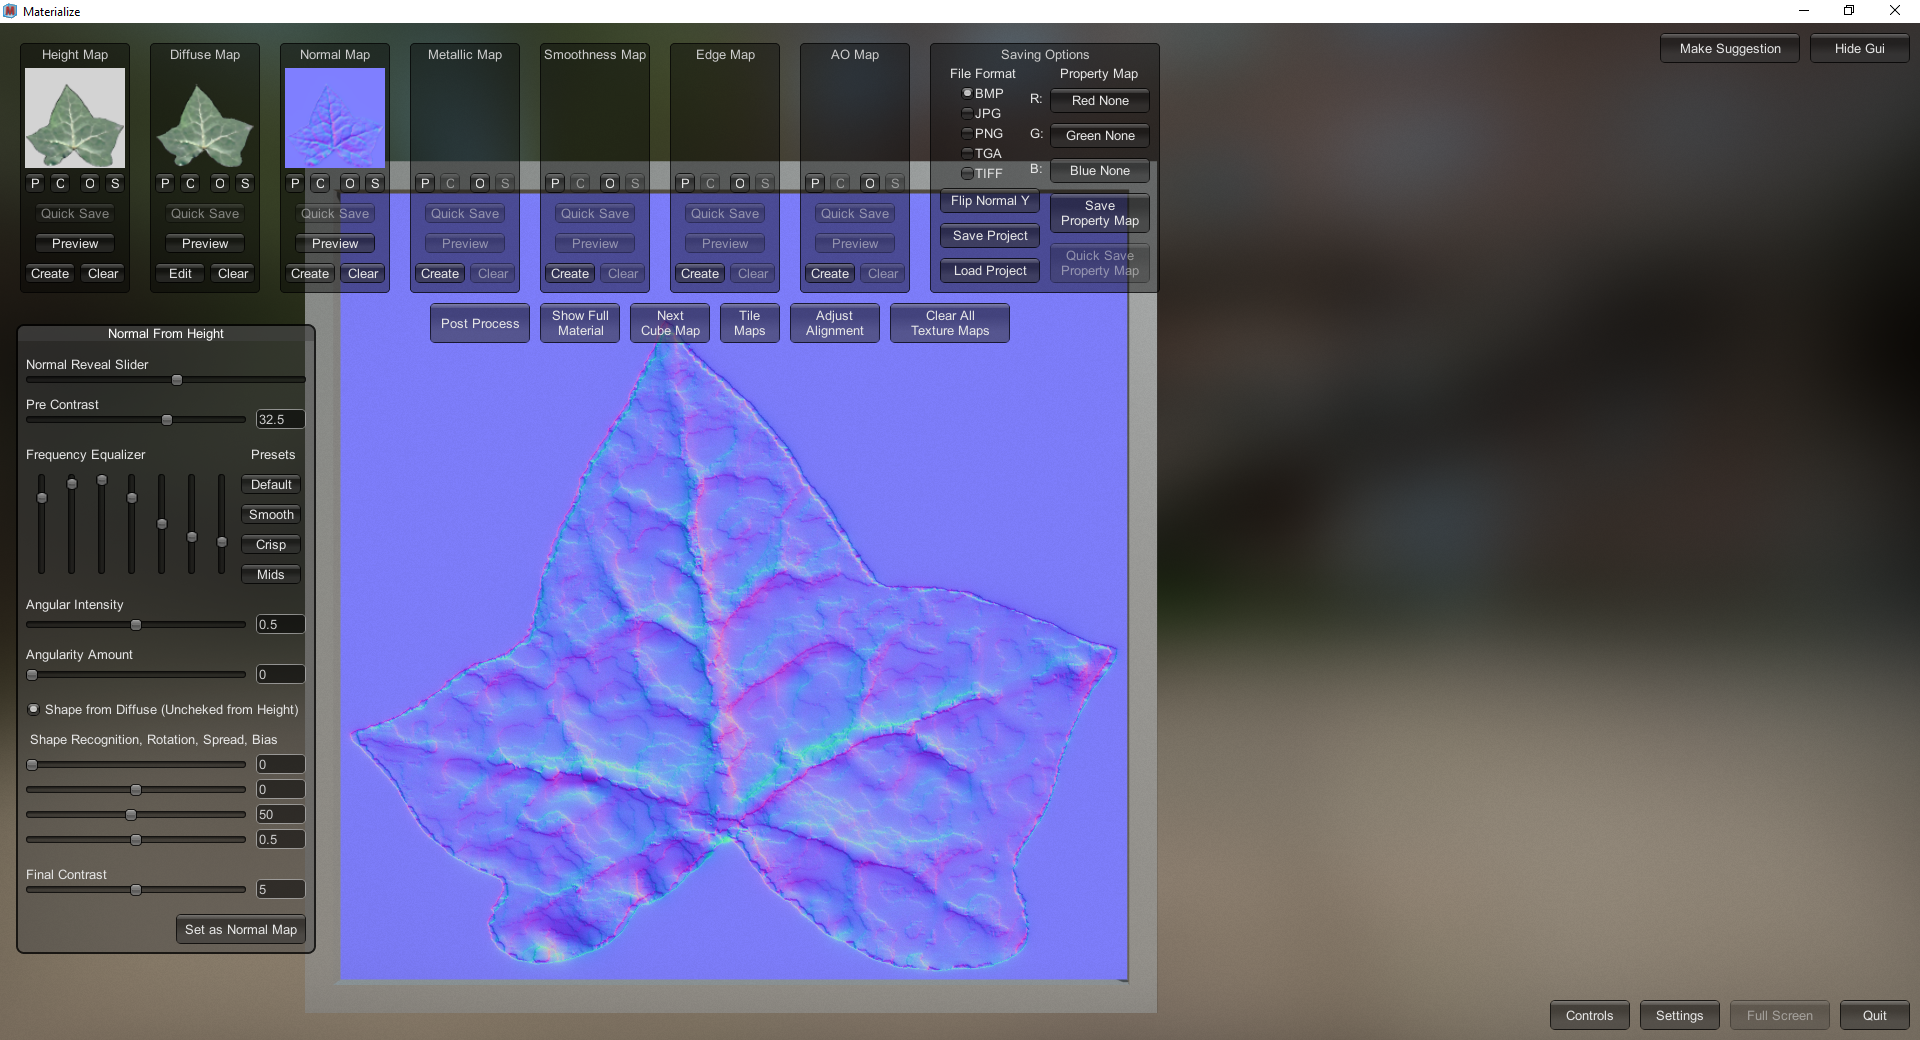 Materialize
Make Suggestion
Hide Gui
Height Map
Diffuse Map
Normal Map
Metallic Map
Smoothness Map
Edge Map
AO Map
Saving Options
File Format
Property Map
BMP
JPG
PNG
TGA
TIFF
R:
Red None
G:
Green None
B:
Blue None
Flip Normal Y
Save Project
Load Project
Save
Property Map
Quick Save
Property Map
P C O S
P C O S
P C O S
P C O S
P C O S
P C O S
P C O S
Quick Save
Quick Save
Quick Save
Quick Save
Quick Save
Quick Save
Quick Save
Preview
Preview
Preview
Preview
Preview
Preview
Preview
Create Clear
Edit Clear
Create Clear
Create Clear
Create Clear
Create Clear
Create Clear
Post Process
Show Full
Material
Next
Cube Map
Tile
Maps
Adjust
Alignment
Clear All
Texture Maps
Normal From Height
Normal Reveal Slider
Pre Contrast
32.5
Frequency Equalizer
Presets
Default
Smooth
Crisp
Mids
Angular Intensity
0.5
Angularity Amount
0
Shape from Diffuse (Uncheked from Height)
Shape Recognition, Rotation, Spread, Bias
0
0
50
0.5
Final Contrast
5
Set as Normal Map
Controls
Settings
Full Screen
Quit